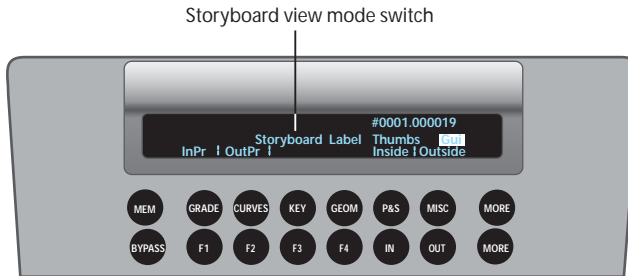 Storyboard view mode switch
#0001.000019
Storyboard Label Thumbs Gui
InPr ¦ OutPr ¦ Inside ¦ Outside
MEM GRADE CURVES KEY GEOM P&S MISC MORE
BYPASS F1 F2 F3 F4 IN OUT MORE